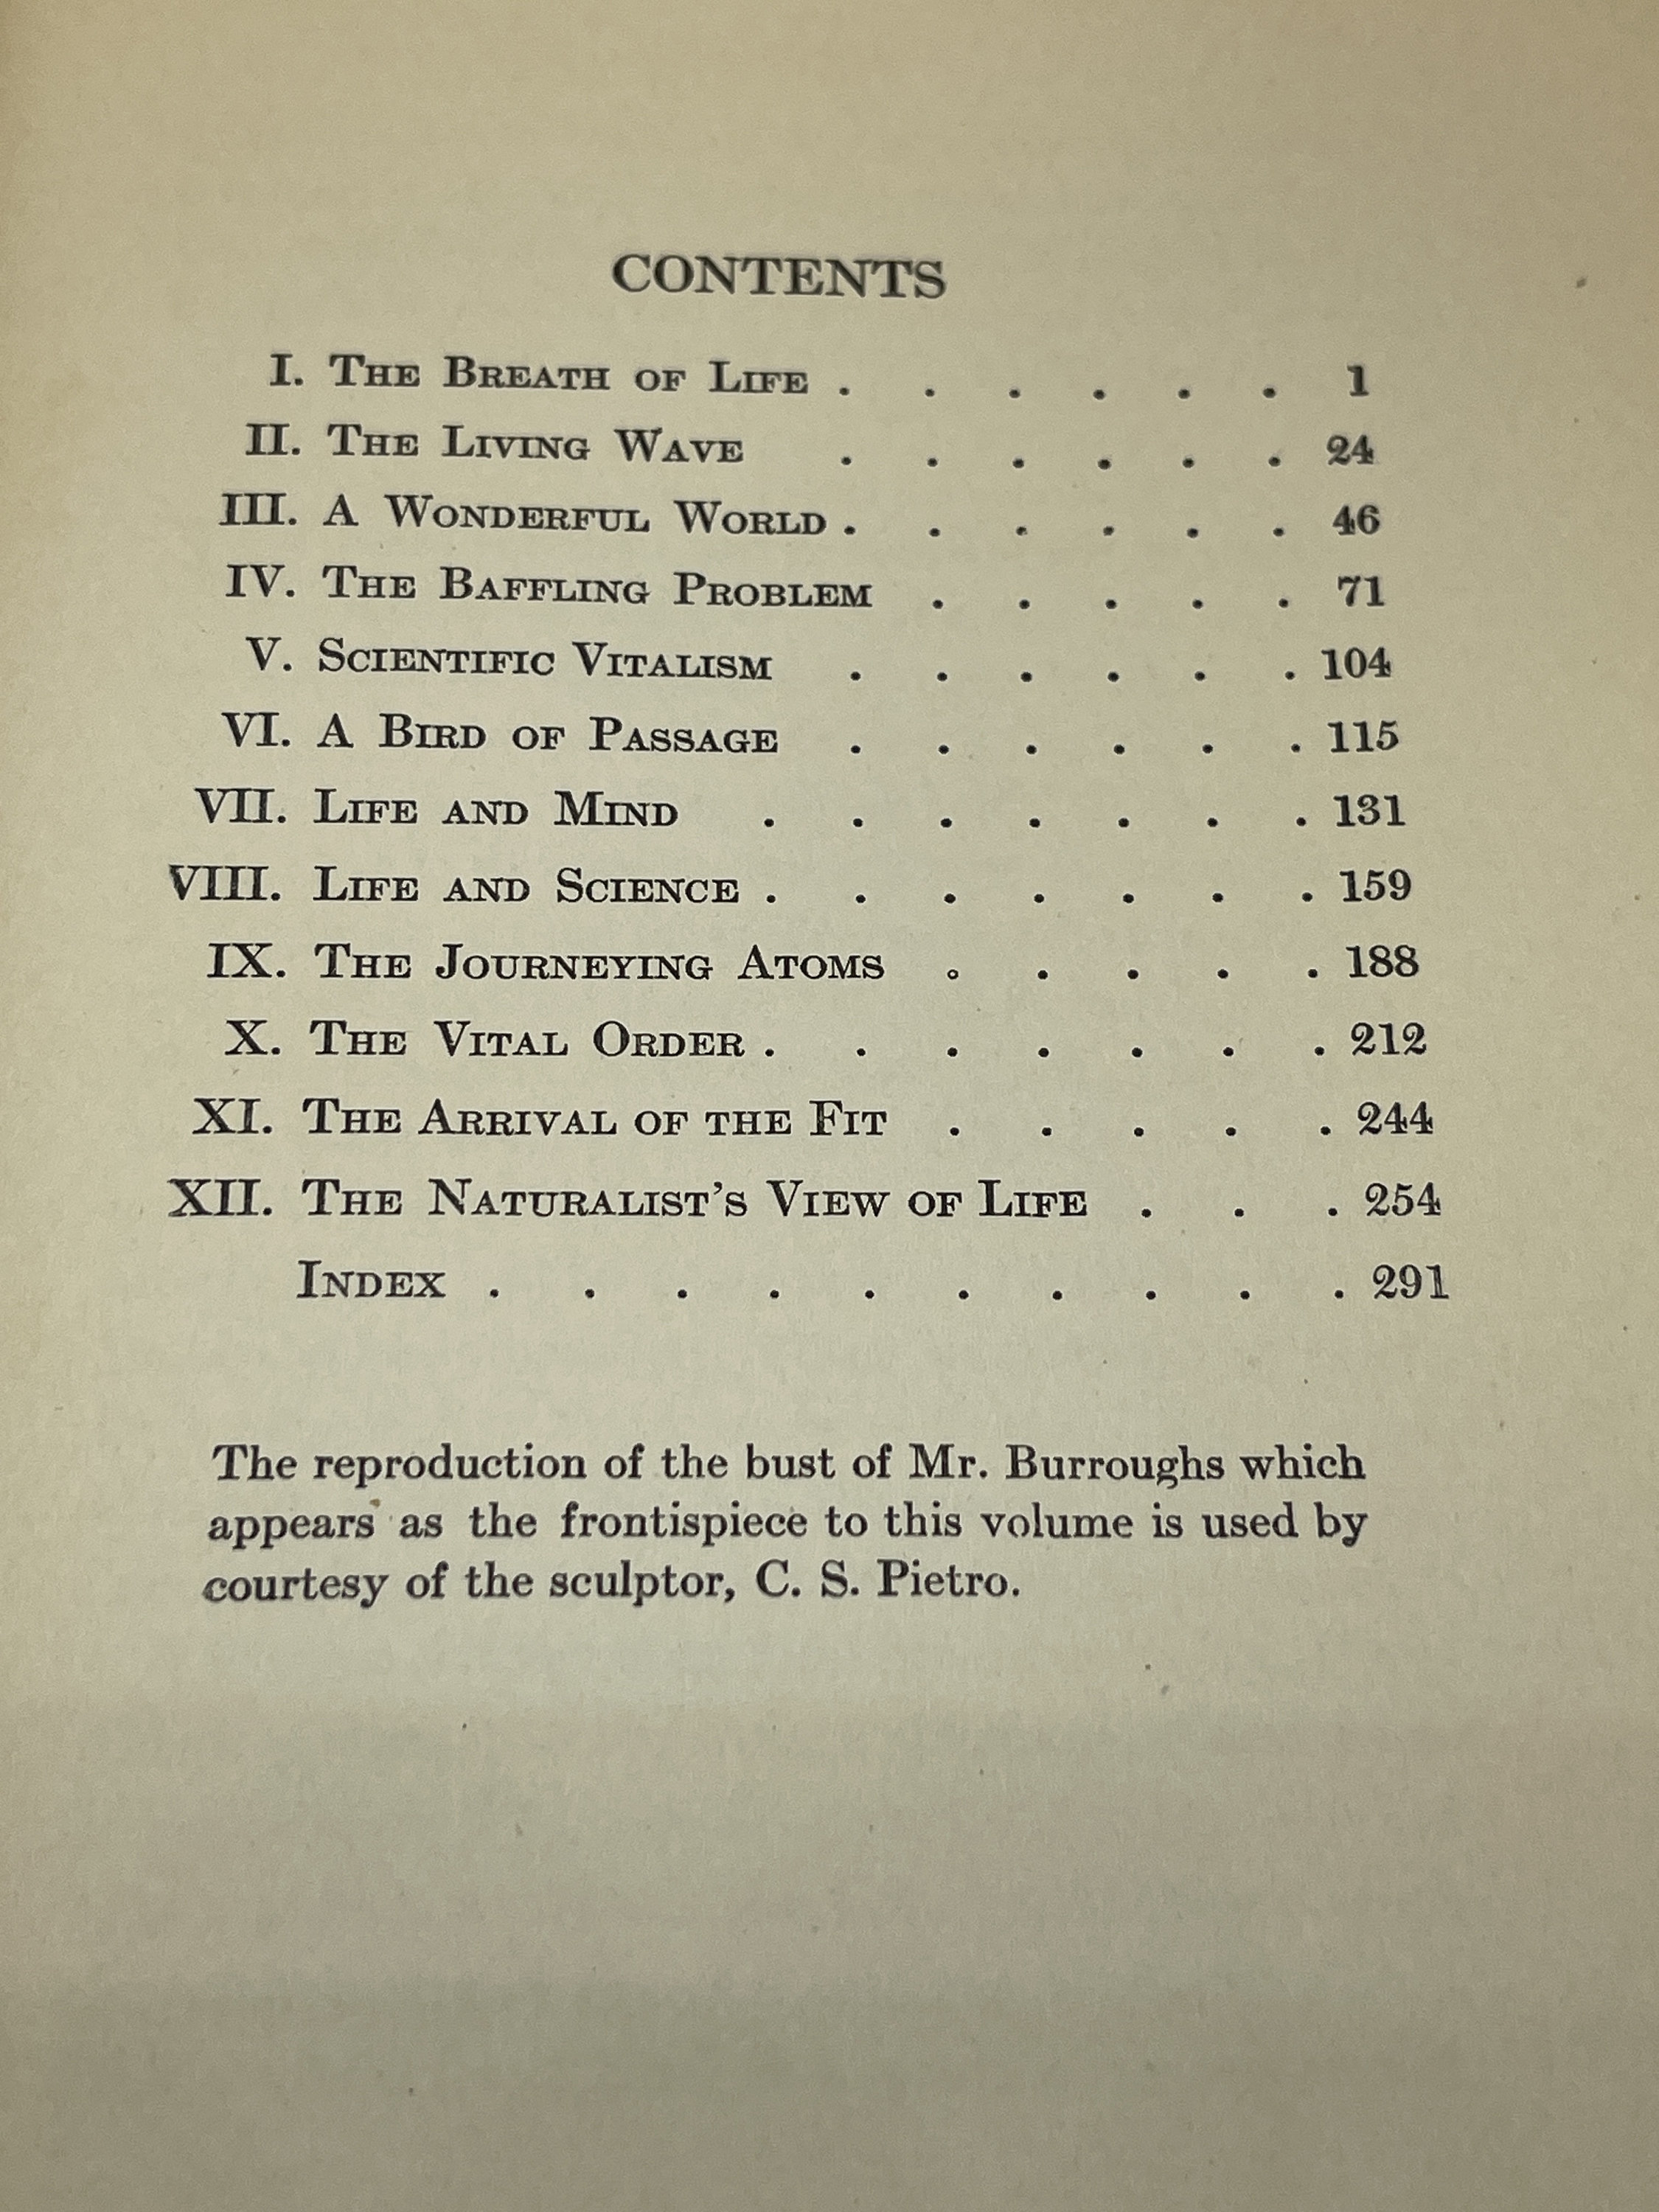 CONTENTS
I. The Breath of Life . . . . . . 1
II. The Living Wave . . . . . . 24
III. A Wonderful World . . . . . . 46
IV. The Baffling Problem . . . . . 71
V. Scientific Vitalism . . . . . . 104
VI. A Bird of Passage . . . . . . 115
VII. Life and Mind . . . . . . . 131
VIII. Life and Science . . . . . . . 159
IX. The Journeying Atoms . . . . . 188
X. The Vital Order . . . . . . . 212
XI. The Arrival of the Fit . . . . . 244
XII. The Naturalist’s View of Life . . . 254
Index . . . . . . . . . . 291
The reproduction of the bust of Mr. Burroughs which
appears as the frontispiece to this volume is used by
courtesy of the sculptor, C. S. Pietro.